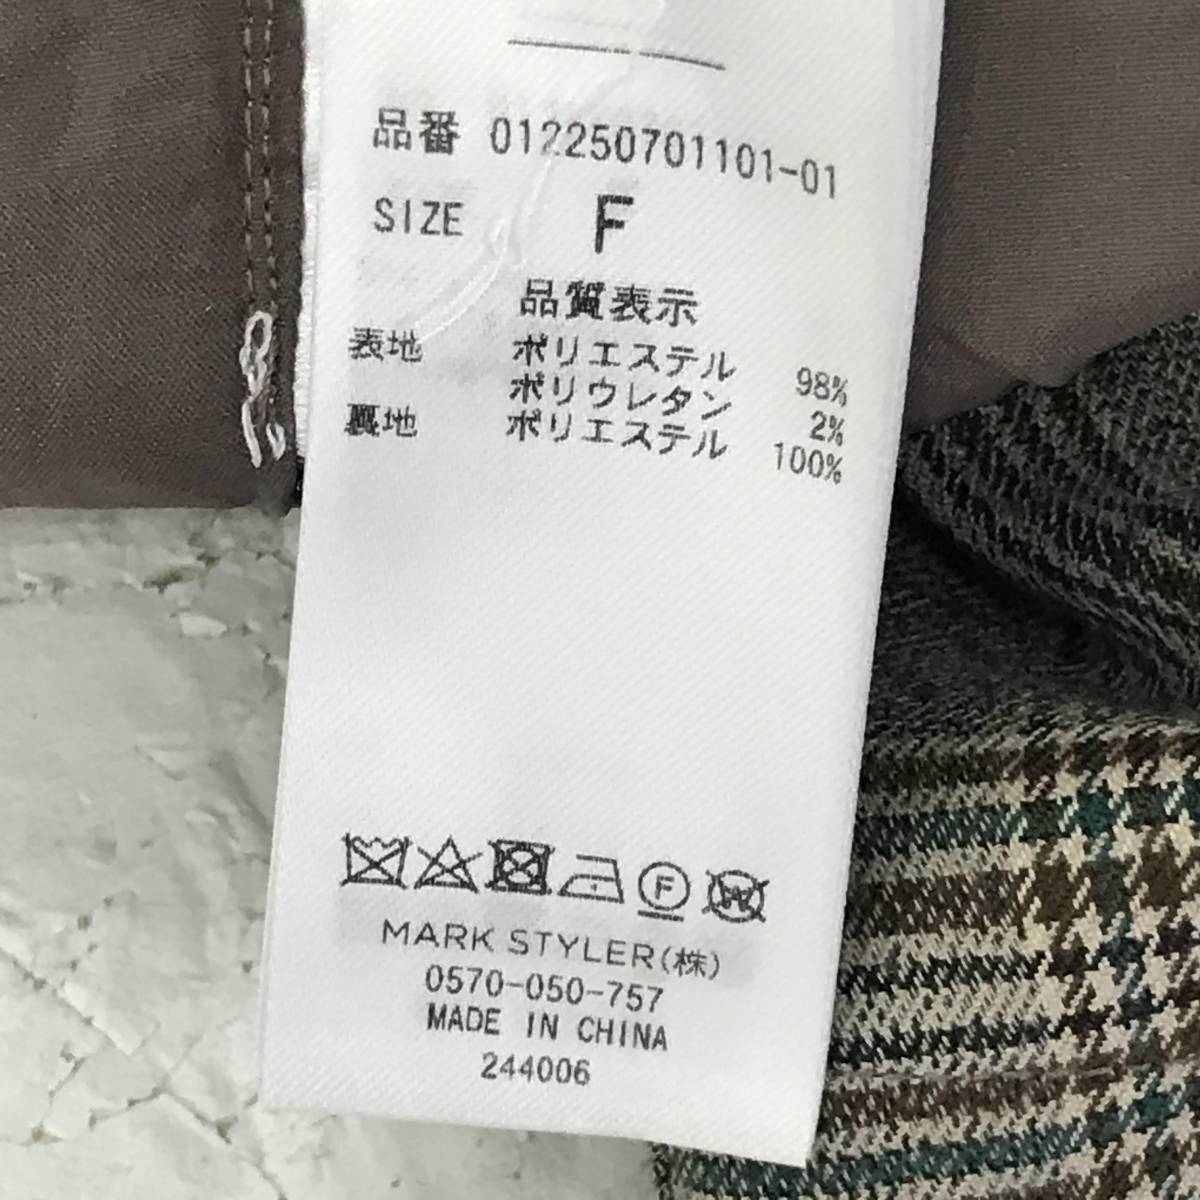 品番 012250701101-01
SIZE F
品質表示
表地 ポリエステル 98%
ポリウレタン 2%
裏地 ポリエステル 100%
F
W
MARK STYLER(株)
0570-050-757
MADE IN CHINA
244006